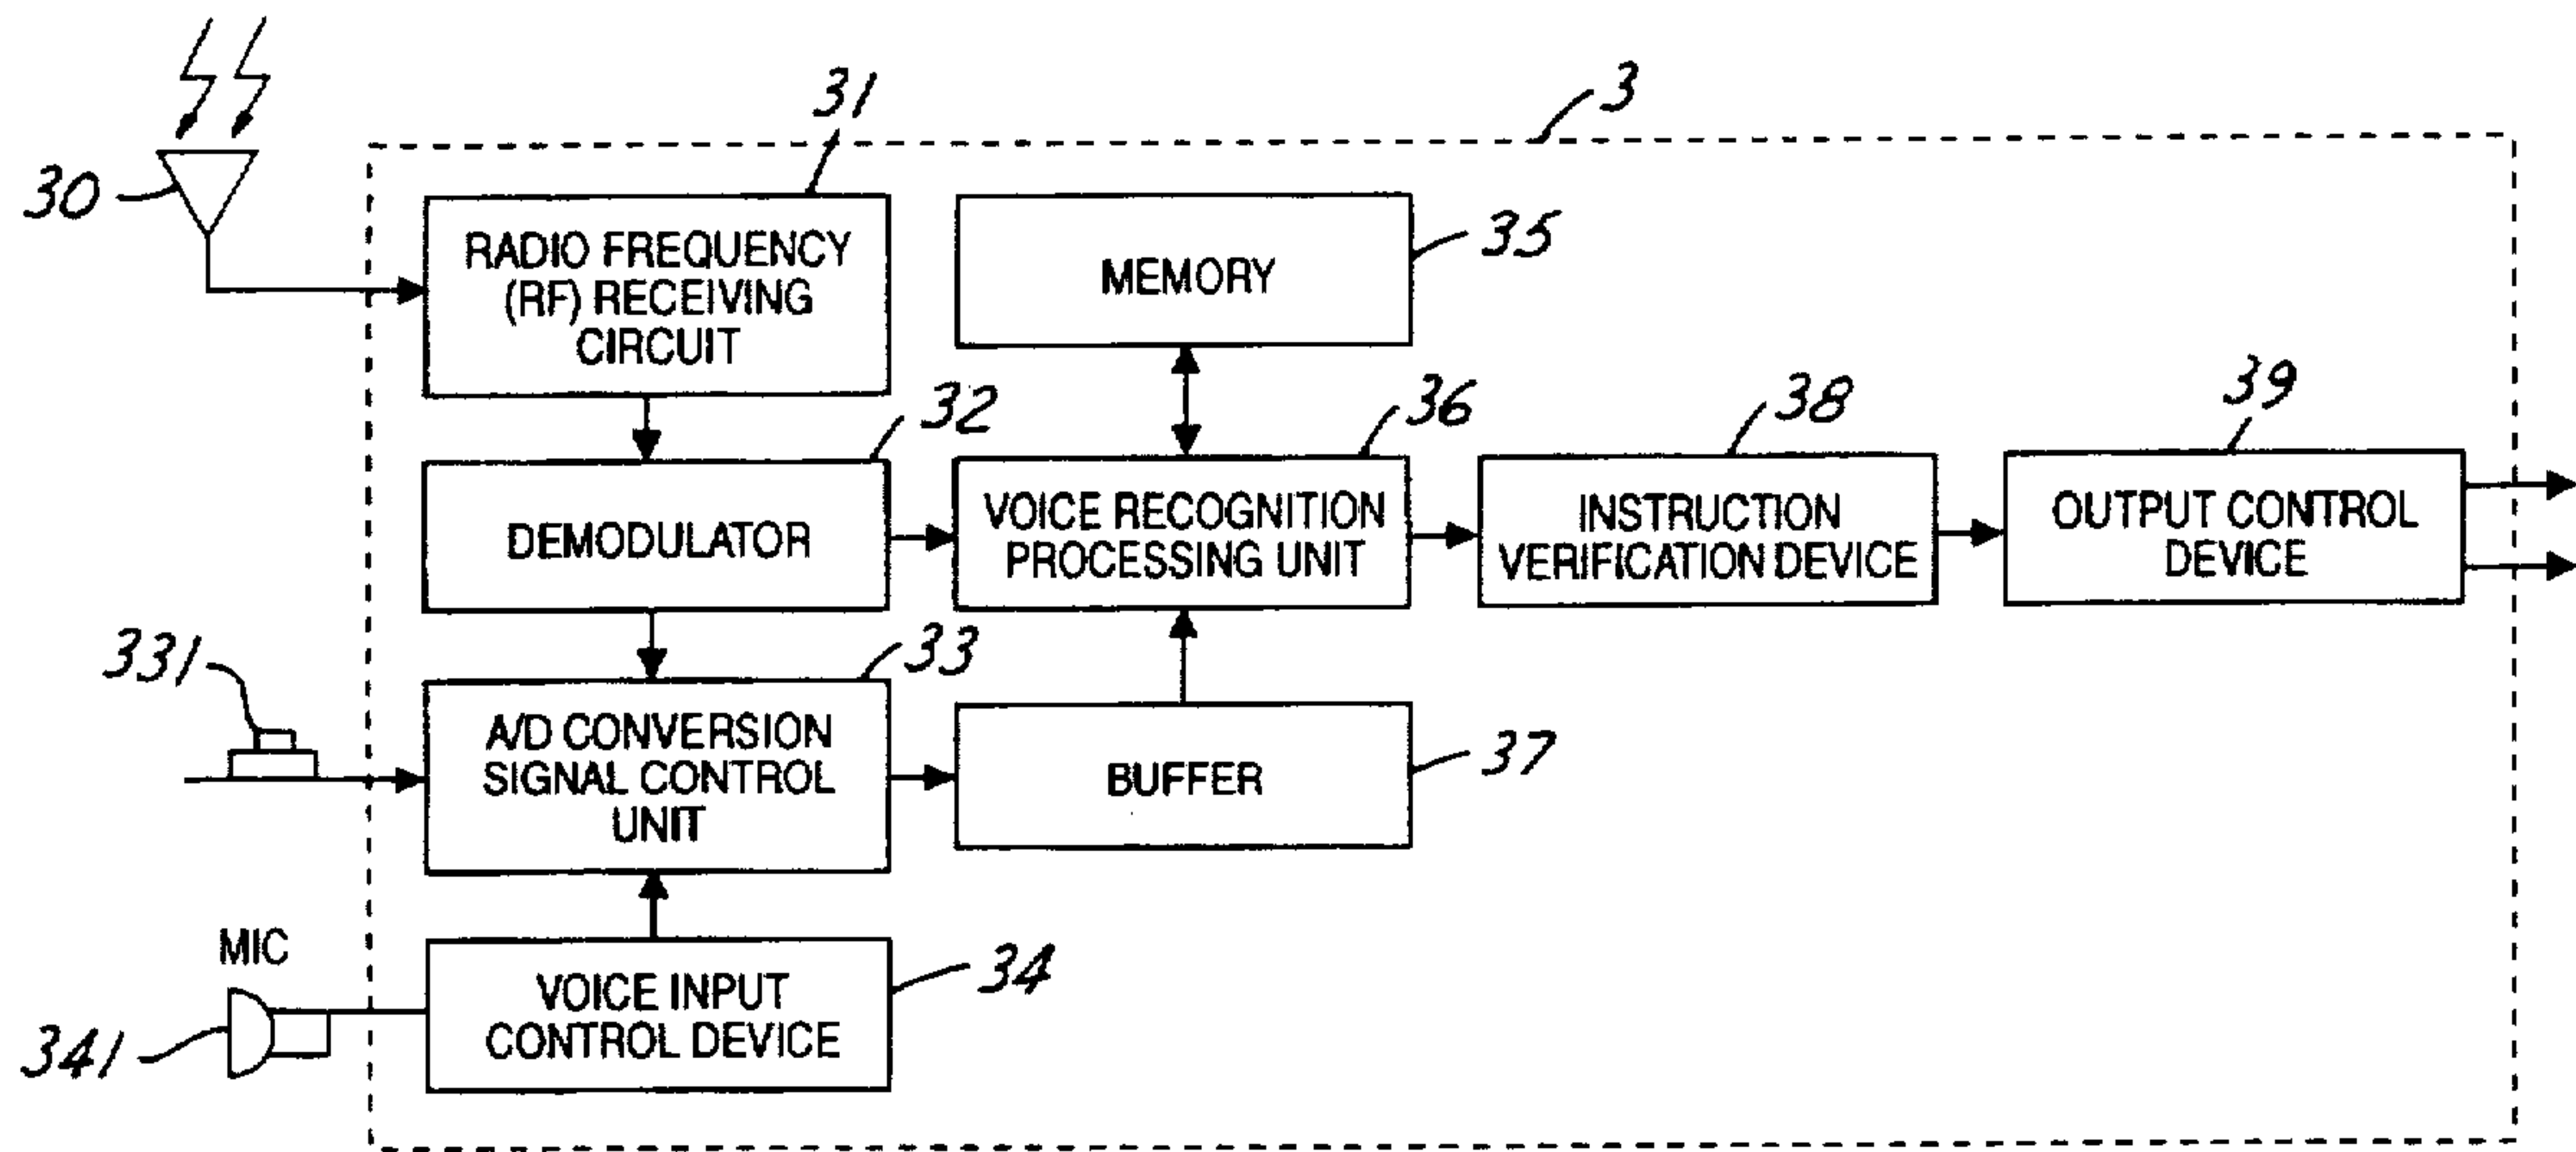 3
31
30
RADIO FREQUENCY
(RF) RECEIVING
CIRCUIT
MEMORY
35
32
36
38
39
DEMODULATOR
VOICE RECOGNITION
PROCESSING UNIT
INSTRUCTION
VERIFICATION DEVICE
OUTPUT CONTROL
DEVICE
331
33
A/D CONVERSION
SIGNAL CONTROL
UNIT
BUFFER
37
MIC
341
VOICE INPUT
CONTROL DEVICE
34